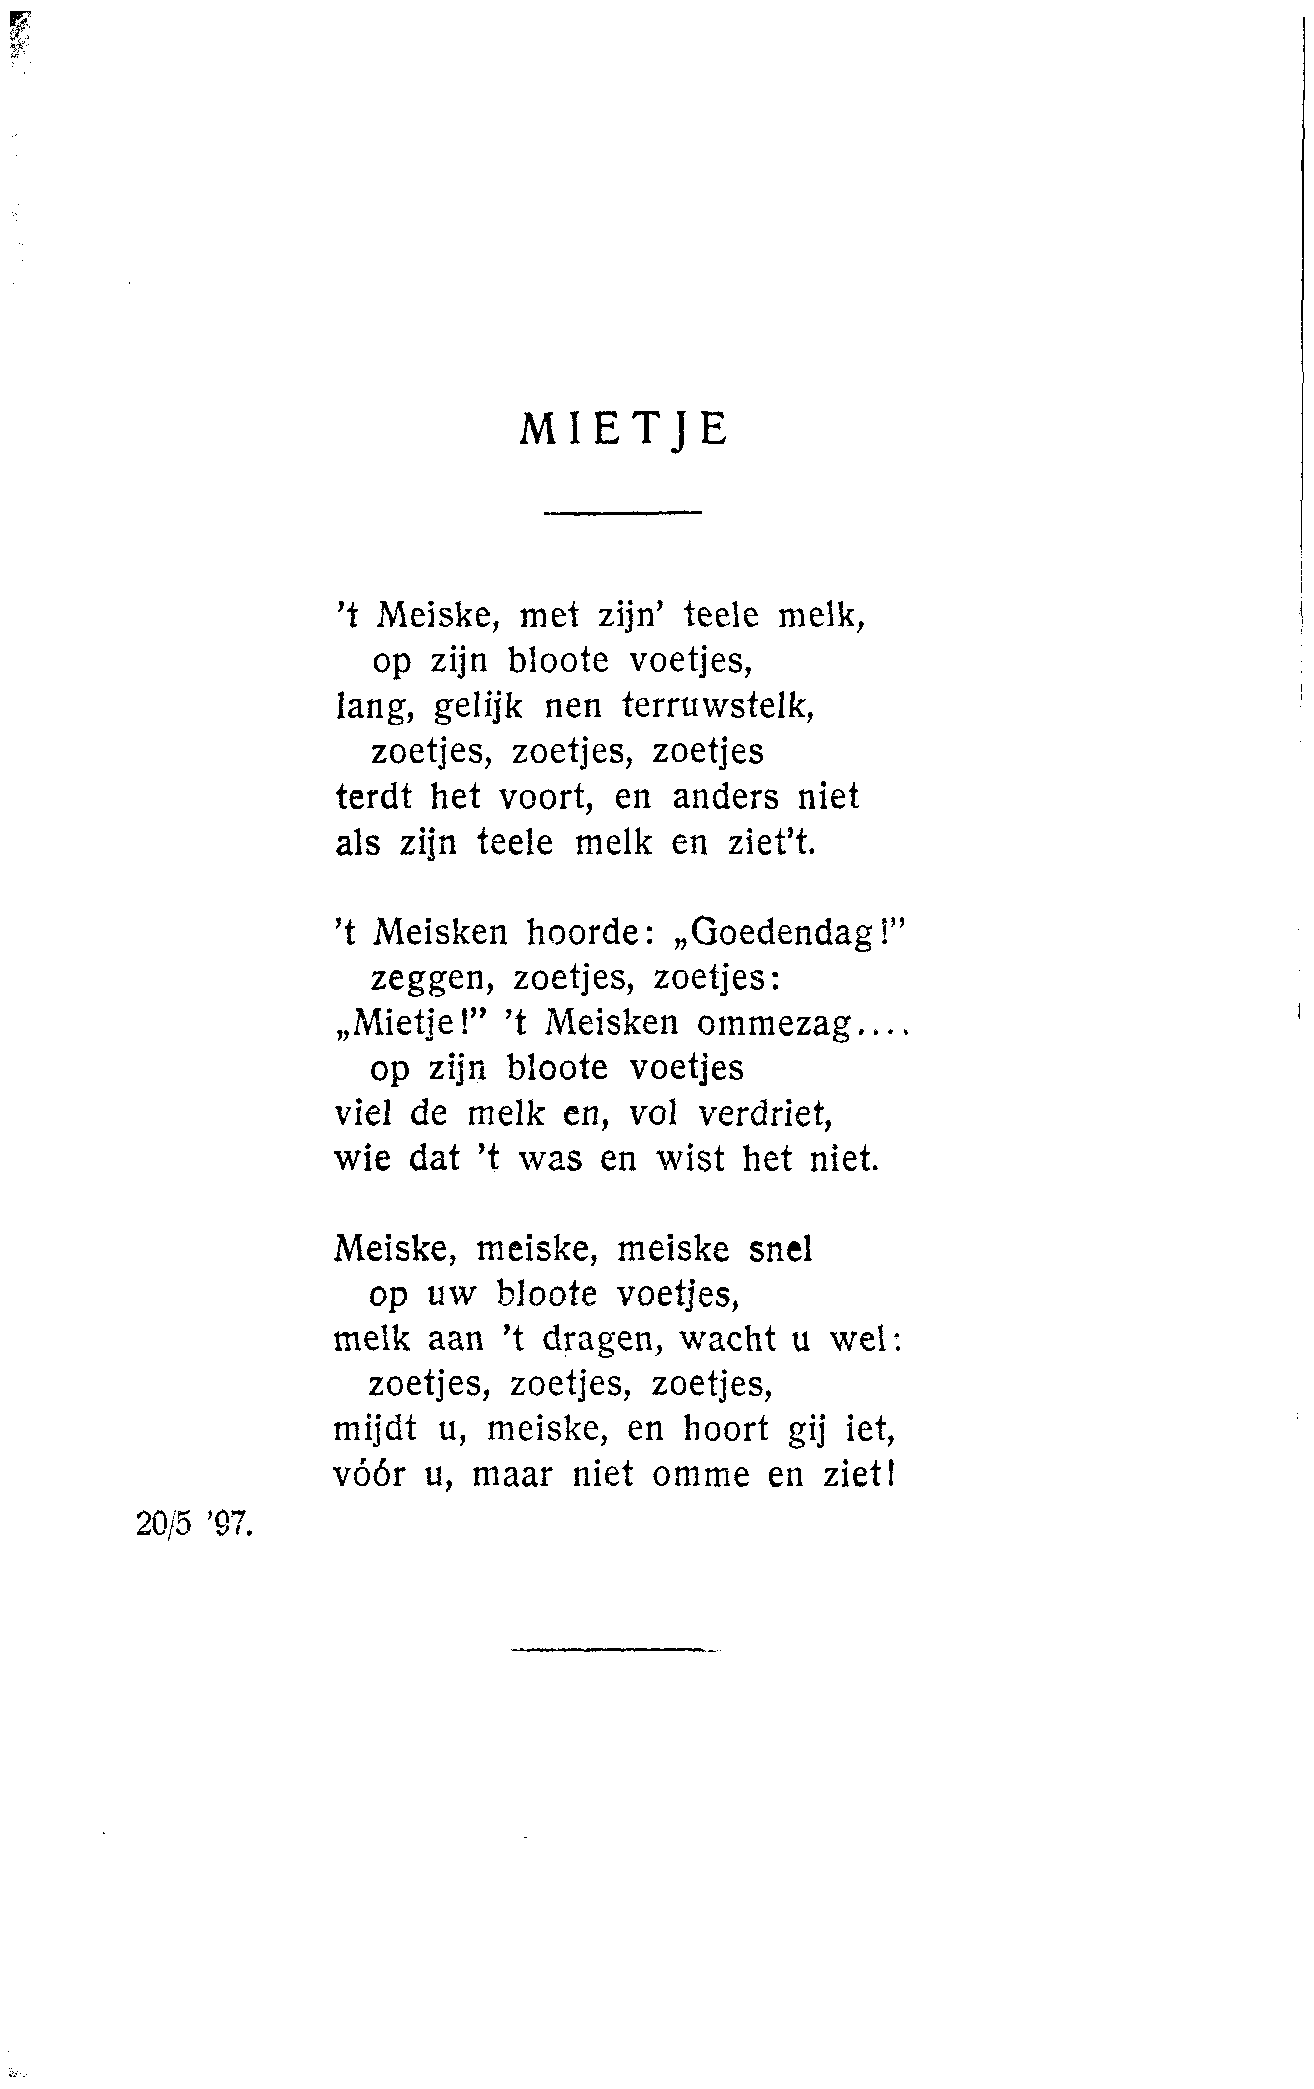 MIETJE
't Meiske, met zijn' teele melk,
op zijn bloote voetjes,
lang, gelijk nen terruwstelk,
zoetjes, zoetjes, zoetjes
terdt het voort, en anders niet
als zijn teele melk en ziet't.
't Meisken hoorde: „Goedendag!”
zeggen, zoetjes, zoetjes:
„Mietje!” 't Meisken ommezag....
op zijn bloote voetjes
viel de melk en, vol verdriet,
wie dat 't was en wist het niet.
Meiske, meiske, meiske snel
op uw bloote voetjes,
melk aan 't dragen, wacht u wel:
zoetjes, zoetjes, zoetjes,
mijdt u, meiske, en hoort gij iet,
vóór u, maar niet omme en ziet!
20/5 '97.